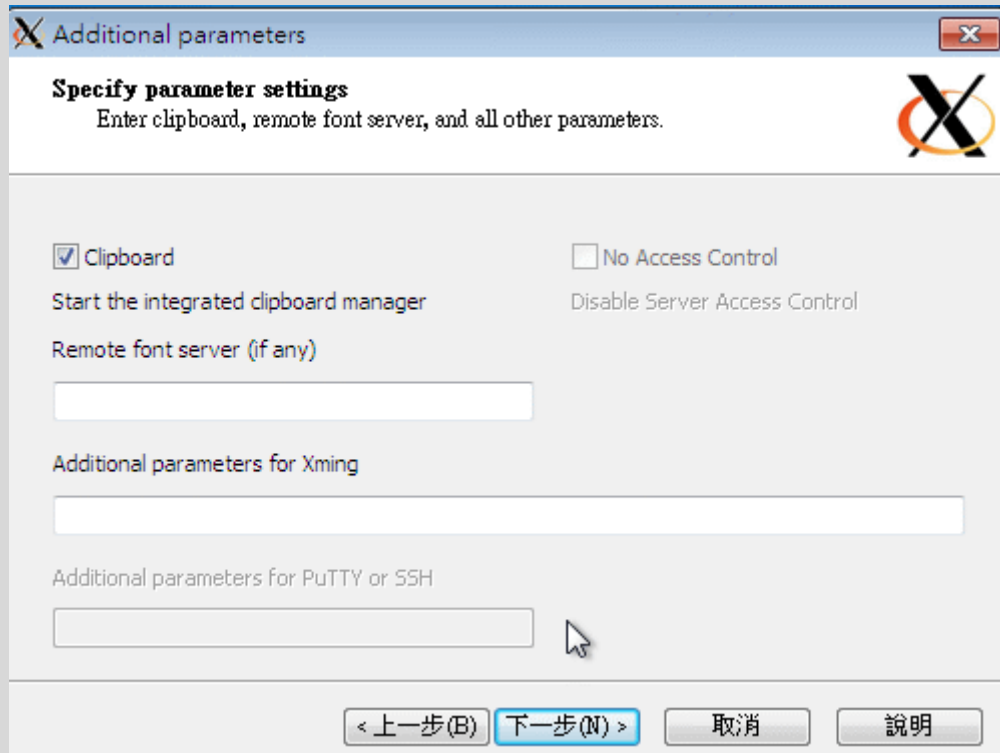 Additional parameters
Specify parameter settings
Enter clipboard, remote font server, and all other parameters.
Clipboard
No Access Control
Start the integrated clipboard manager
Disable Server Access Control
Remote font server (if any)
Additional parameters for Xming
Additional parameters for PuTTY or SSH
< 上一步(B) 下一步(N) > 取消 說明